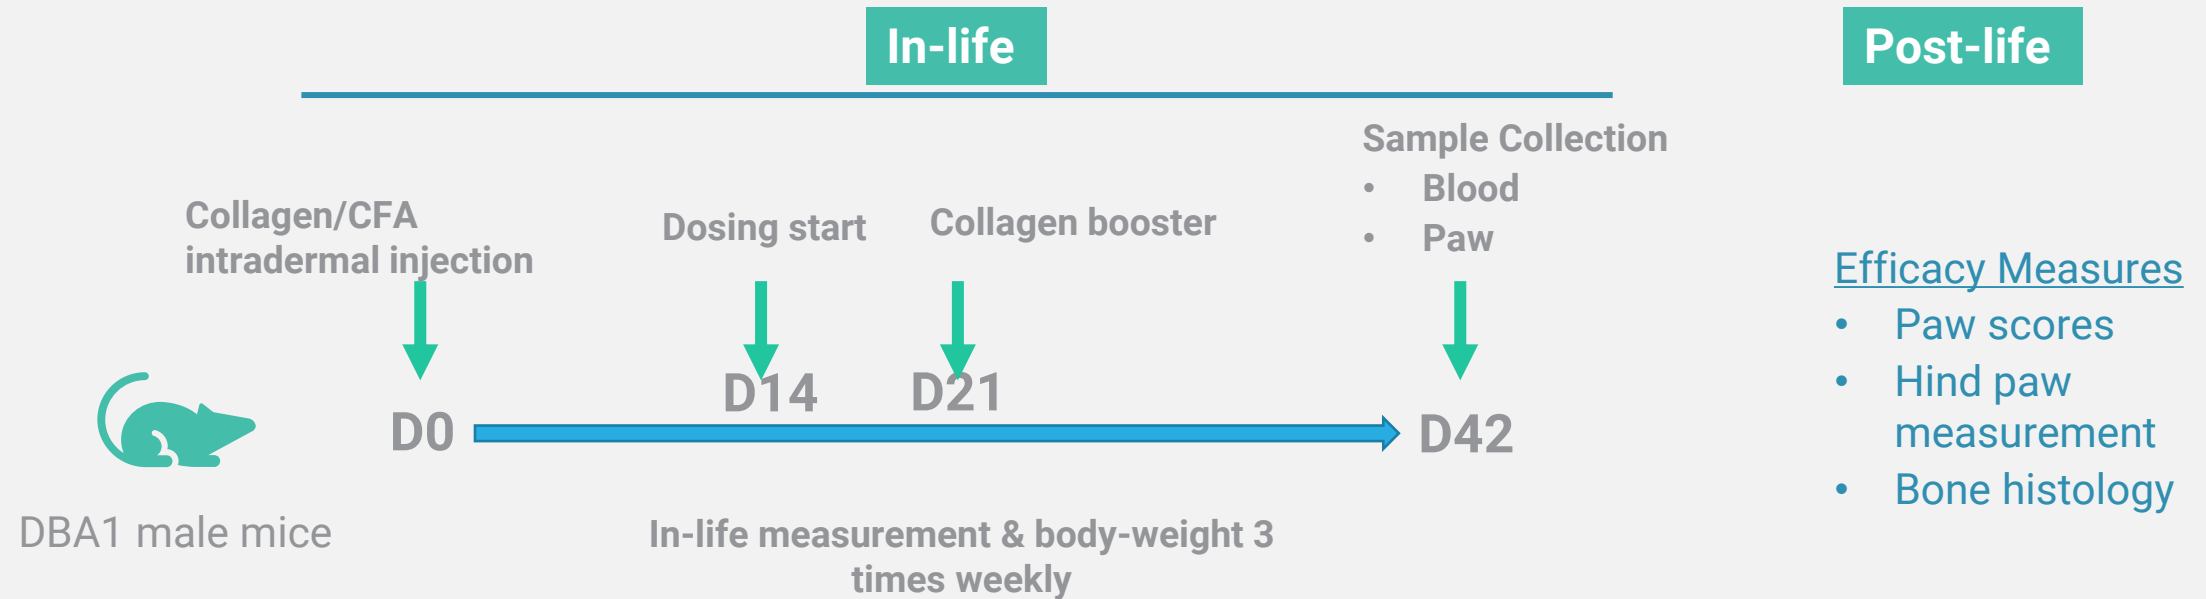 In-life
Post-life
Sample Collection
• Blood
• Paw
Collagen/CFA
intradermal injection
Dosing start
Collagen booster
D0
D14
D21
D42
DBA1 male mice
In-life measurement & body-weight 3
times weekly
Efficacy Measures
• Paw scores
• Hind paw
measurement
• Bone histology